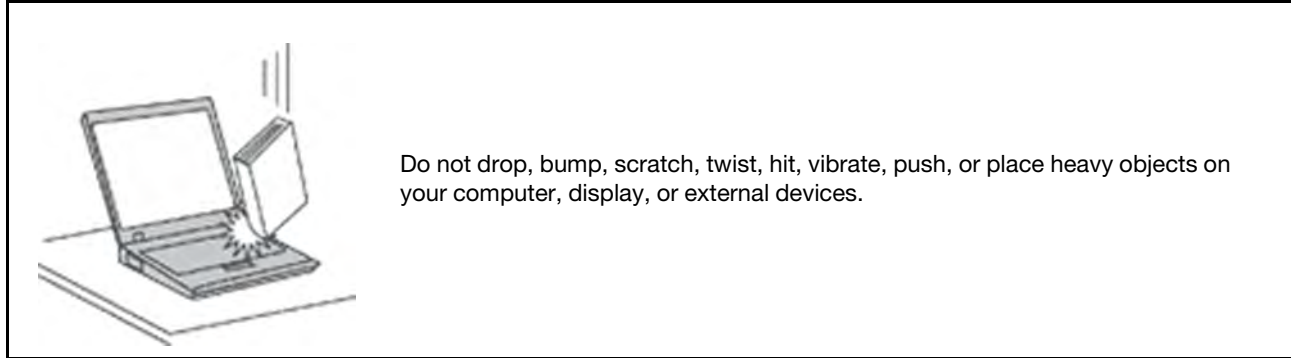 Do not drop, bump, scratch, twist, hit, vibrate, push, or place heavy objects on
your computer, display, or external devices.